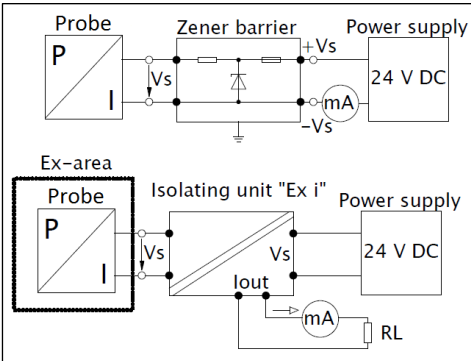 Probe
Zener barrier
Power supply
P
I
Vs
+Vs
-Vs
mA
24 V DC
Ex-area
Probe
Isolating unit "Ex i"
Power supply
P
I
Vs
Vs
Iout
24 V DC
mA
RL